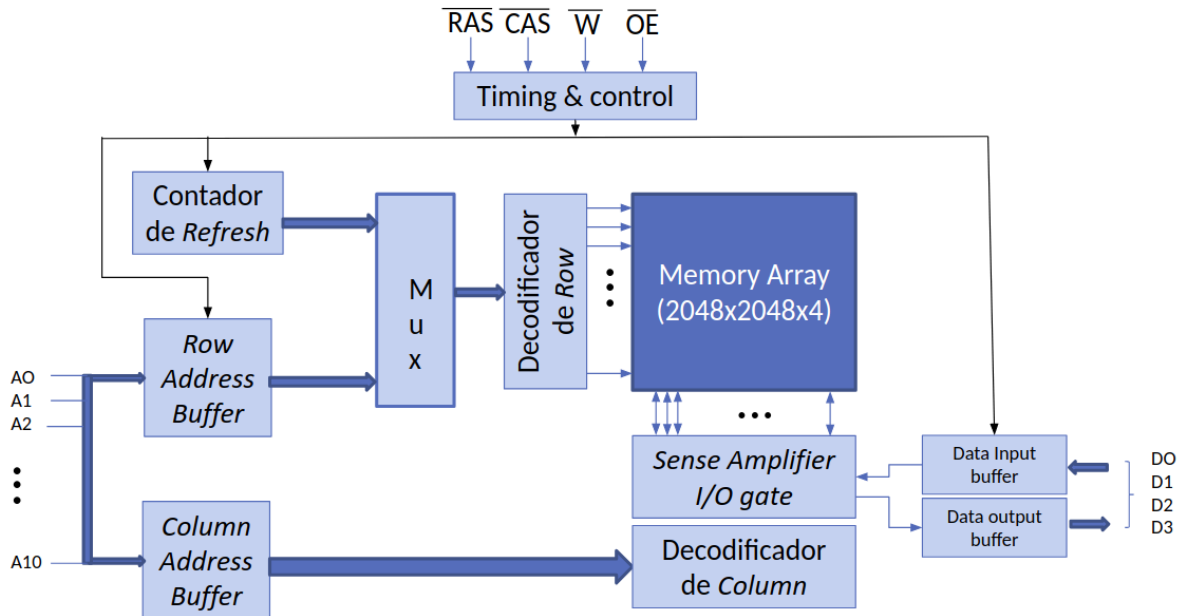 RAS CAS W OE
Timing & control
Contador
de Refresh
M
u
x
Decodificador
de Row
Memory Array
(2048x2048x4)
Row
Address
Buffer
AO
A1
A2
A10
Sense Amplifier
I/O gate
Data Input
buffer
Data output
buffer
DO
D1
D2
D3
Column
Address
Buffer
Decodificador
de Column